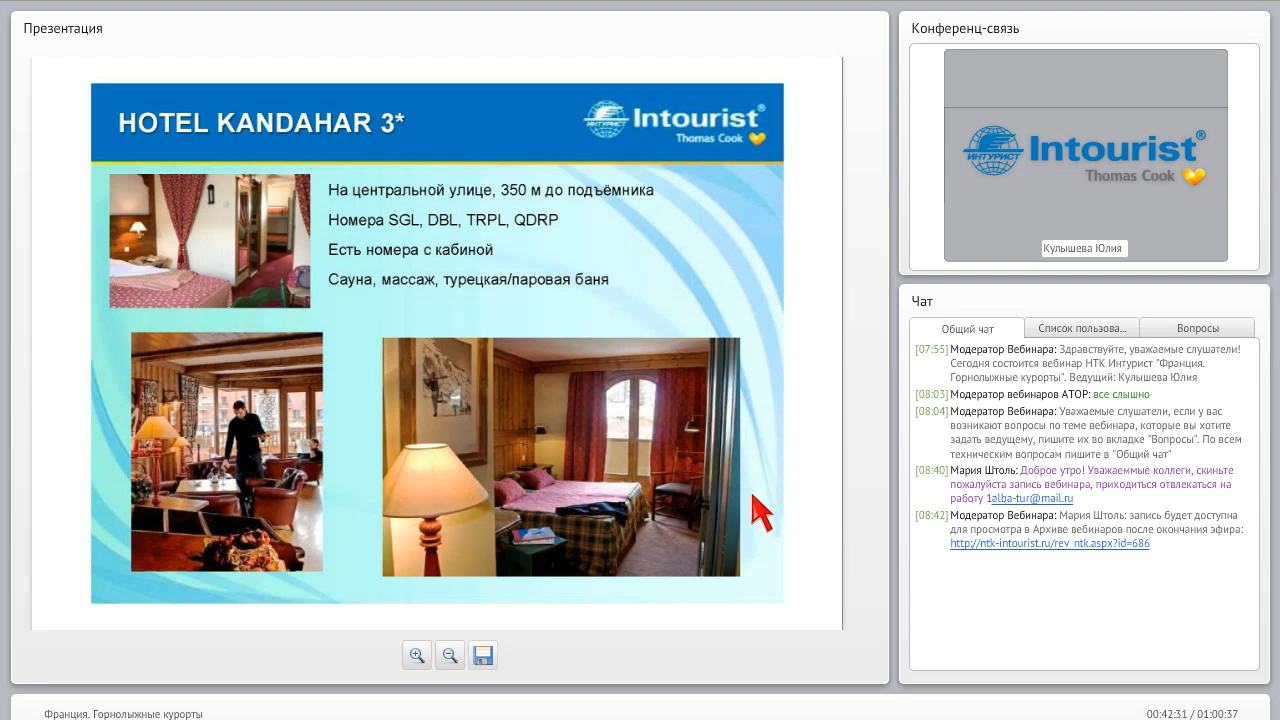 Презентация
HOTEL KANDAHAR 3*
ИНТУРИСТ
Intourist®
Thomas Cook
На центральной улице, 350 м до подъёмника
Номера SGL, DBL, TRPL, QDRP
Есть номера с кабиной
Сауна, массаж, турецкая/паровая баня
Конференц-связь
ИНТУРИСТ
Intourist®
Thomas Cook
Кулышева Юлия
Чат
Общий чат
Список пользова...
Вопросы
[07:55] Модератор Вебинара: Здравствуйте, уважаемые слушатели!
Сегодня состоится вебинар НТК Интурист "Франция.
Горнолыжные курорты". Ведущий: Кулышева Юлия
[08:03] Модератор вебинаров АТОР: все слышно
[08:04] Модератор Вебинара: Уважаемые слушатели, если у вас
возникают вопросы по теме вебинара, которые вы хотите
задать ведущему, пишите их во вкладке "Вопросы". По всем
техническим вопросам пишите в "Общий чат"
[08:40] Мария Штоль: Доброе утро! Уважаеммые коллеги, скиньте
пожалуйста запись вебинара, приходиться отвлекаться на
работу 1alba-tur@mail.ru
[08:42] Модератор Вебинара: Мария Штоль: запись будет доступна
для просмотра в Архиве вебинаров после окончания эфира:
http://ntk-intourist.ru/rev_ntk.aspx?id=686
Франция. Горнолыжные курорты
00:42:31 / 01:00:37